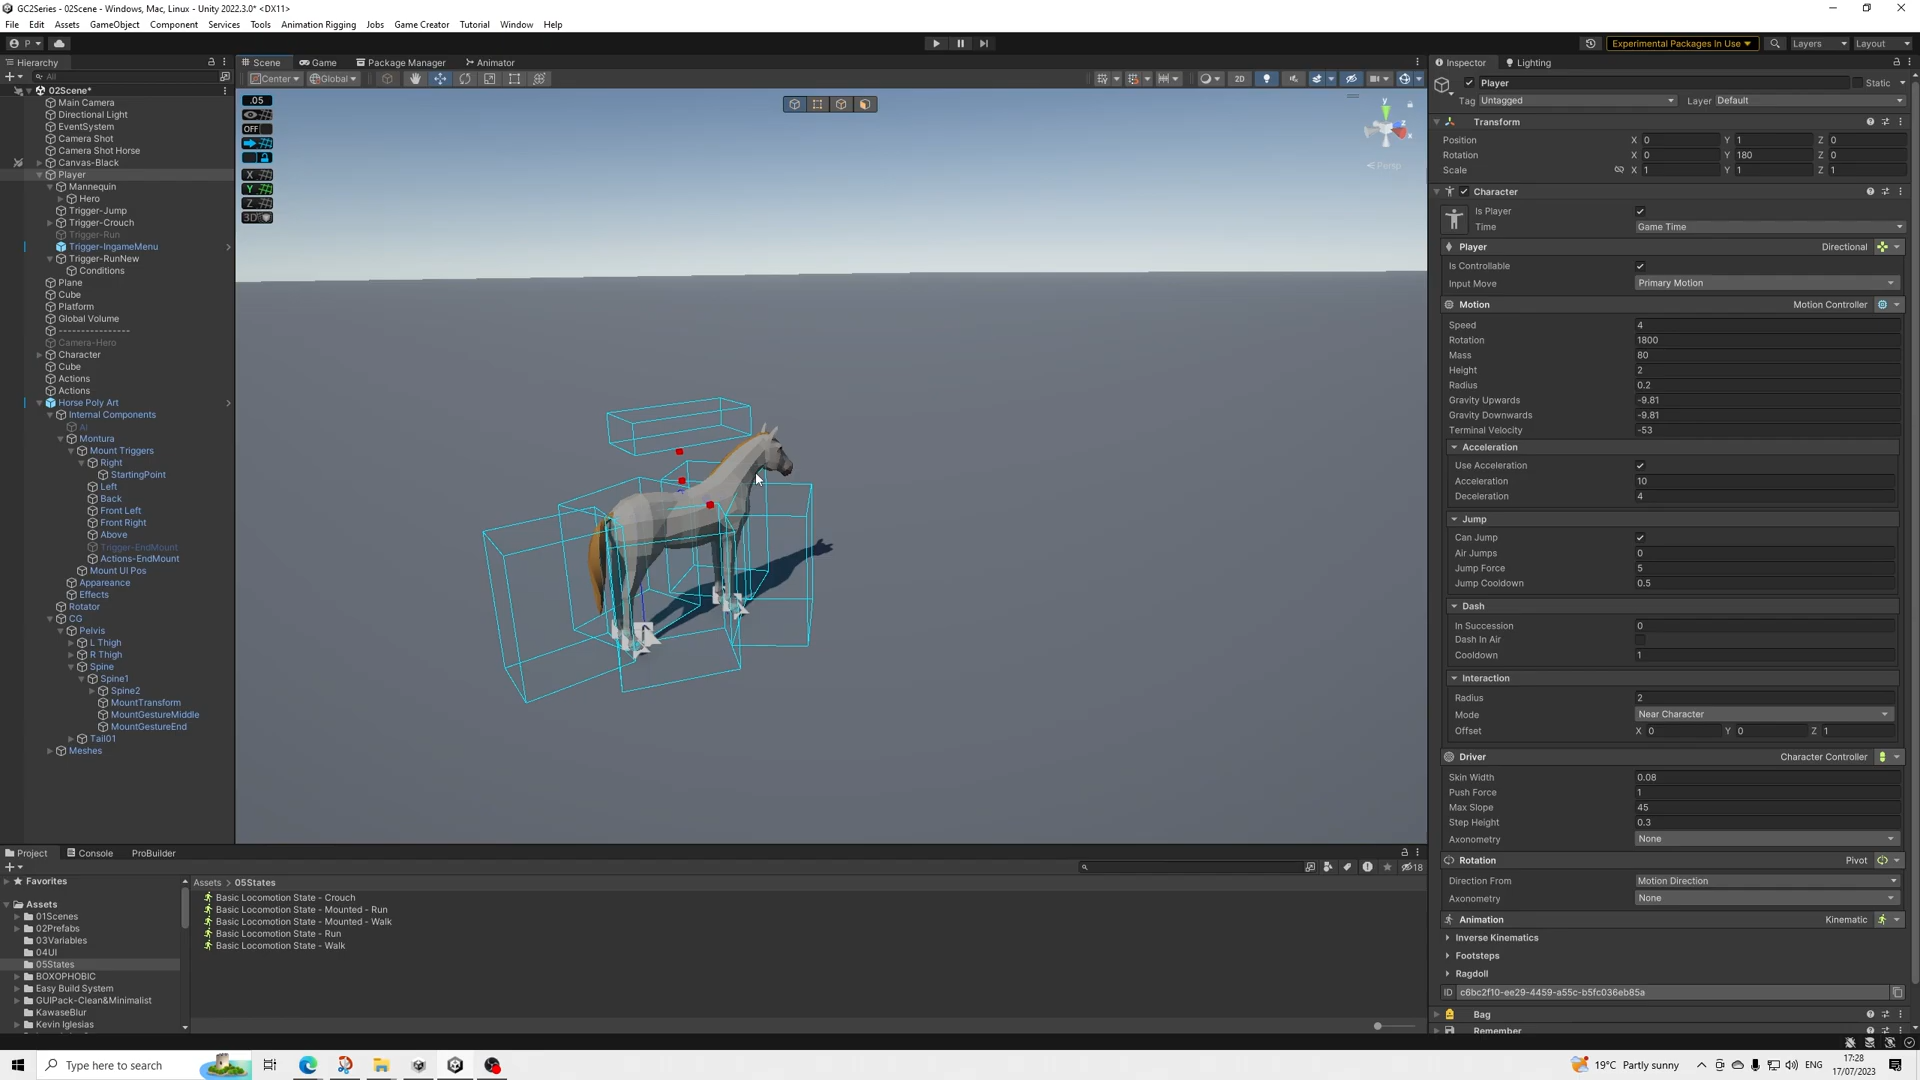 GC2Series - 02Scene - Windows, Mac, Linux - Unity 2022.3.0* <DX11>
File Edit Assets GameObject Component Services Tools Animation Rigging Jobs Game Creator Tutorial Window Help
P
Experimental Packages In Use
Layers
Layout
Hierarchy
All
02Scene*
Main Camera
Directional Light
EventSystem
Camera Shot
Camera Shot Horse
Canvas-Black
Player
Mannequin
Hero
Trigger-Jump
Trigger-Crouch
Trigger-Run
Trigger-IngameMenu
Trigger-RunNew
Conditions
Plane
Cube
Platform
Global Volume
----------------
Camera-Hero
Character
Cube
Actions
Actions
Horse Poly Art
Internal Components
AI
Montura
Mount Triggers
Right
StartingPoint
Left
Back
Front Left
Front Right
Above
Trigger-EndMount
Actions-EndMount
Mount UI Pos
Appareance
Effects
Rotator
CG
Pelvis
L Thigh
R Thigh
Spine
Spine1
Spine2
MountTransform
MountGestureMiddle
MountGestureEnd
Tail01
Meshes
Scene Game Package Manager Animator
Center Global 2D
.05
OFF
X
Y
Z
3D
y
z
x
Persp
Inspector Lighting
Player Static
Tag Untagged Layer Default
Transform
Position X 0 Y 1 Z 0
Rotation X 0 Y 180 Z 0
Scale X 1 Y 1 Z 1
Character
Is Player
Time Game Time
Player Directional
Is Controllable
Input Move Primary Motion
Motion Motion Controller
Speed 4
Rotation 1800
Mass 80
Height 2
Radius 0.2
Gravity Upwards -9.81
Gravity Downwards -9.81
Terminal Velocity -53
Acceleration
Use Acceleration
Acceleration 10
Deceleration 4
Jump
Can Jump
Air Jumps 0
Jump Force 5
Jump Cooldown 0.5
Dash
In Succession 0
Dash In Air
Cooldown 1
Interaction
Radius 2
Mode Near Character
Offset X 0 Y 0 Z 1
Driver Character Controller
Skin Width 0.08
Push Force 1
Max Slope 45
Step Height 0.3
Axonometry None
Rotation Pivot
Direction From Motion Direction
Axonometry None
Animation Kinematic
Inverse Kinematics
Footsteps
Ragdoll
ID c6bc2f10-ee29-4459-a55c-b5fc036eb85a
Bag
Remember
Project Console ProBuilder
18
Favorites
Assets
01Scenes
02Prefabs
03Variables
04UI
05States
BOXOPHOBIC
Easy Build System
GUIPack-Clean&Minimalist
KawaseBlur
Kevin Iglesias
Assets > 05States
Basic Locomotion State - Crouch
Basic Locomotion State - Mounted - Run
Basic Locomotion State - Mounted - Walk
Basic Locomotion State - Run
Basic Locomotion State - Walk
Type here to search
19°C Partly sunny
ENG
17:28
17/07/2023